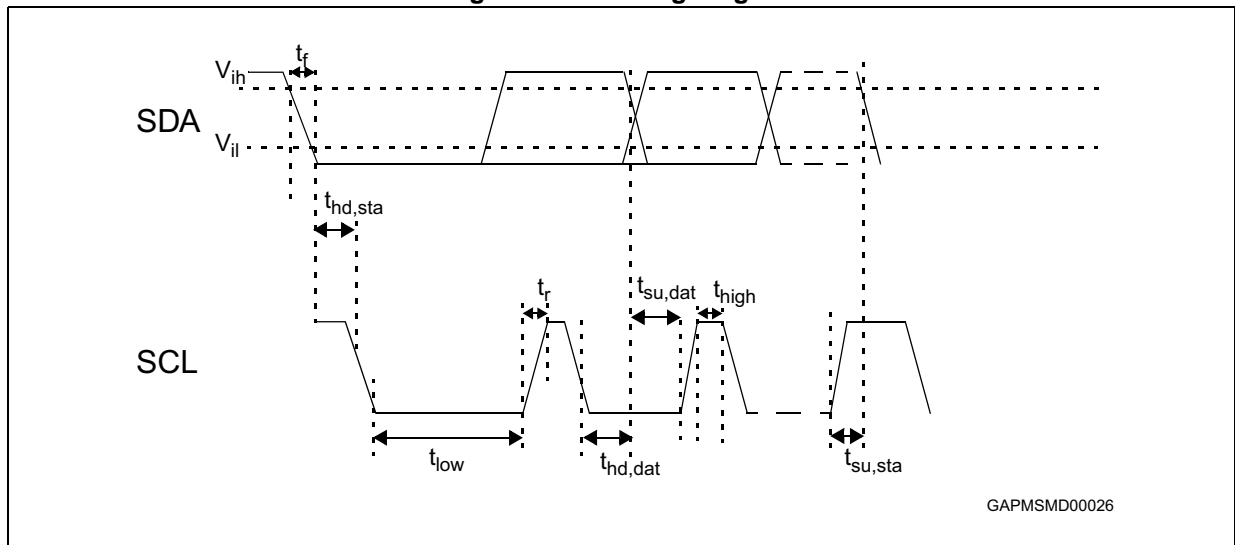 t_f
V_ih
SDA
V_il
t_hd,sta
t_r
t_su,dat
t_high
SCL
t_low
t_hd,dat
t_su,sta
GAPMSMD00026